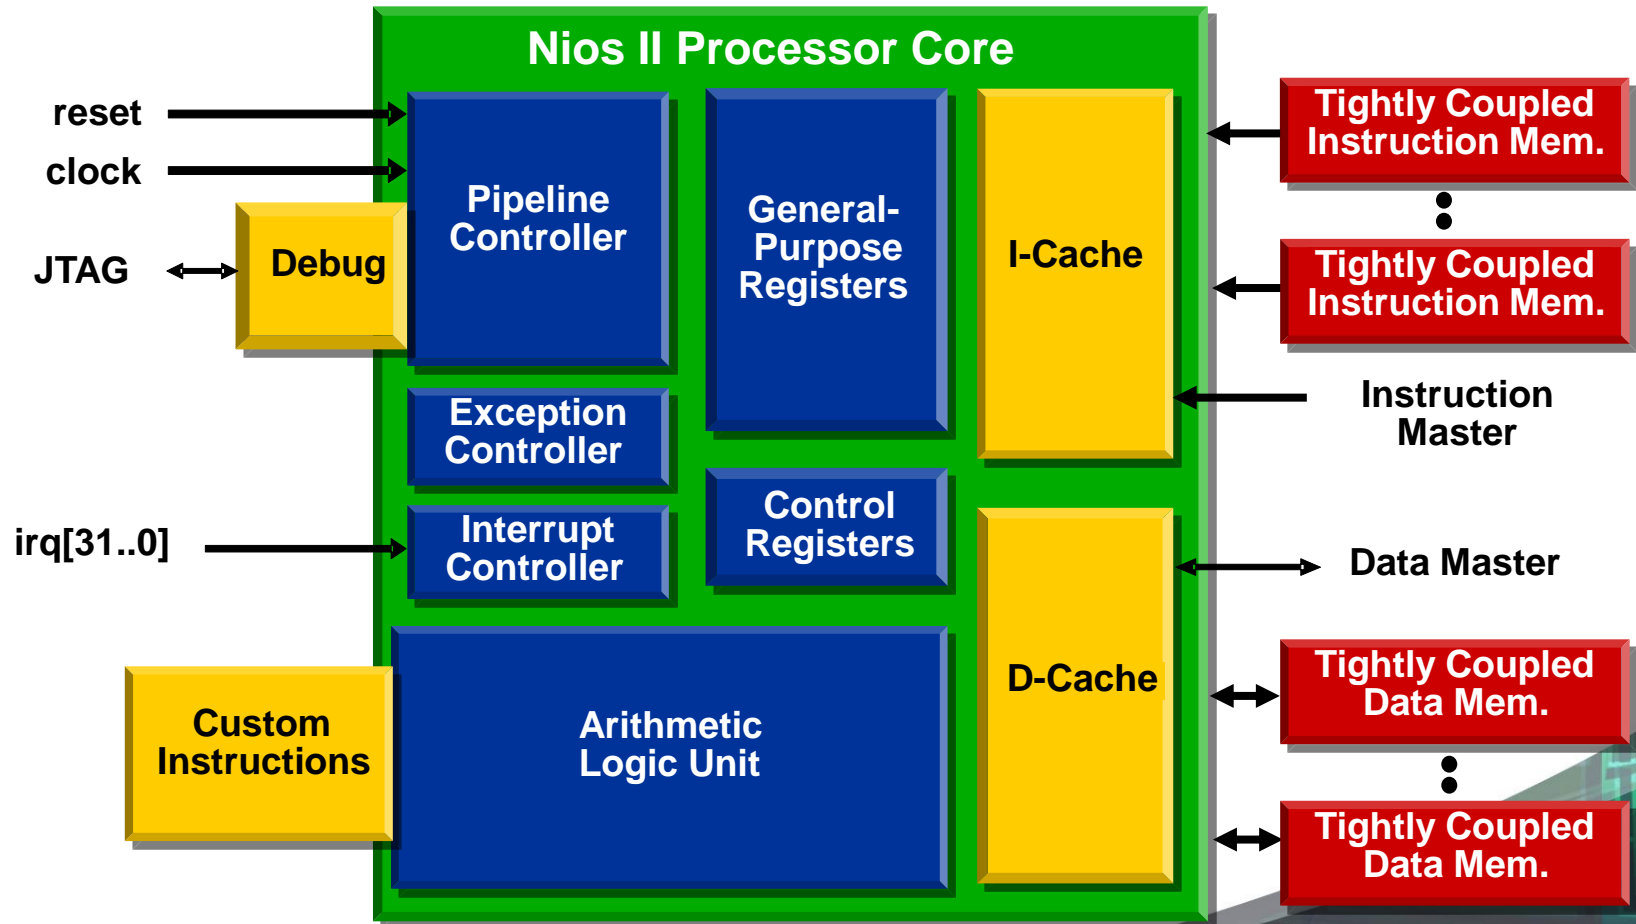 Nios II Processor Core
reset
clock
JTAG
Debug
Pipeline
Controller
General-
Purpose
Registers
I-Cache
Tightly Coupled
Instruction Mem.
Tightly Coupled
Instruction Mem.
Instruction
Master
Exception
Controller
irq[31..0]
Interrupt
Controller
Control
Registers
Data Master
Custom
Instructions
Arithmetic
Logic Unit
D-Cache
Tightly Coupled
Data Mem.
Tightly Coupled
Data Mem.